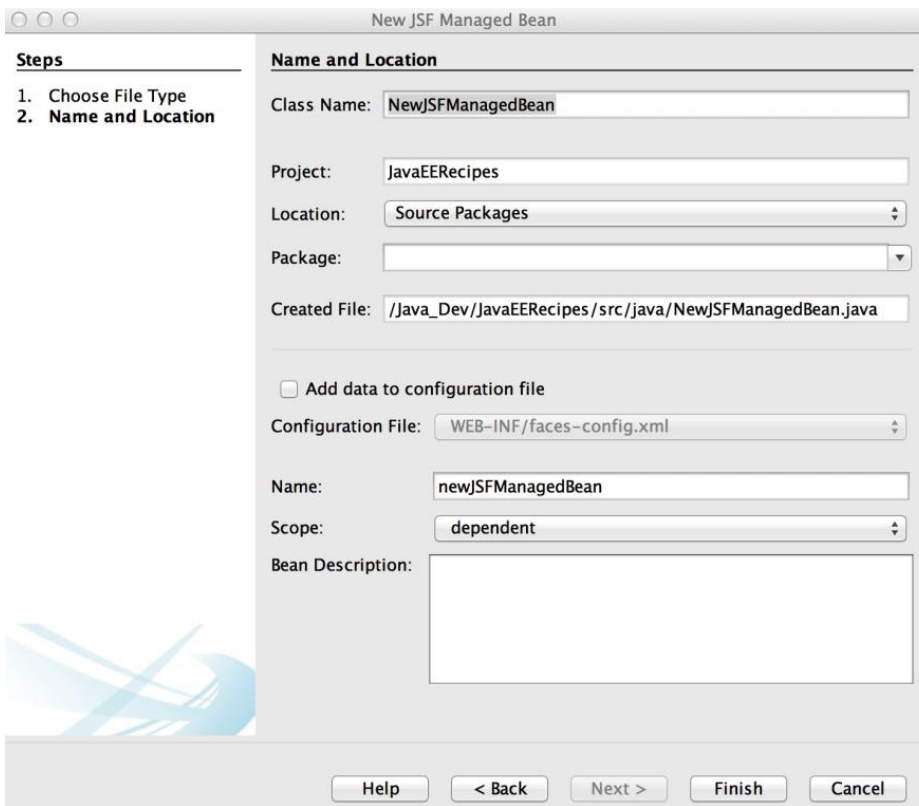 New JSF Managed Bean
Steps
1. Choose File Type
2. Name and Location
Name and Location
Class Name: NewJSFManagedBean
Project: JavaEERecipes
Location: Source Packages
Package:
Created File: /Java_Dev/JavaEERecipes/src/java/NewJSFManagedBean.java
Add data to configuration file
Configuration File: WEB-INF/faces-config.xml
Name: newJSFManagedBean
Scope: dependent
Bean Description:
Help < Back Next > Finish Cancel